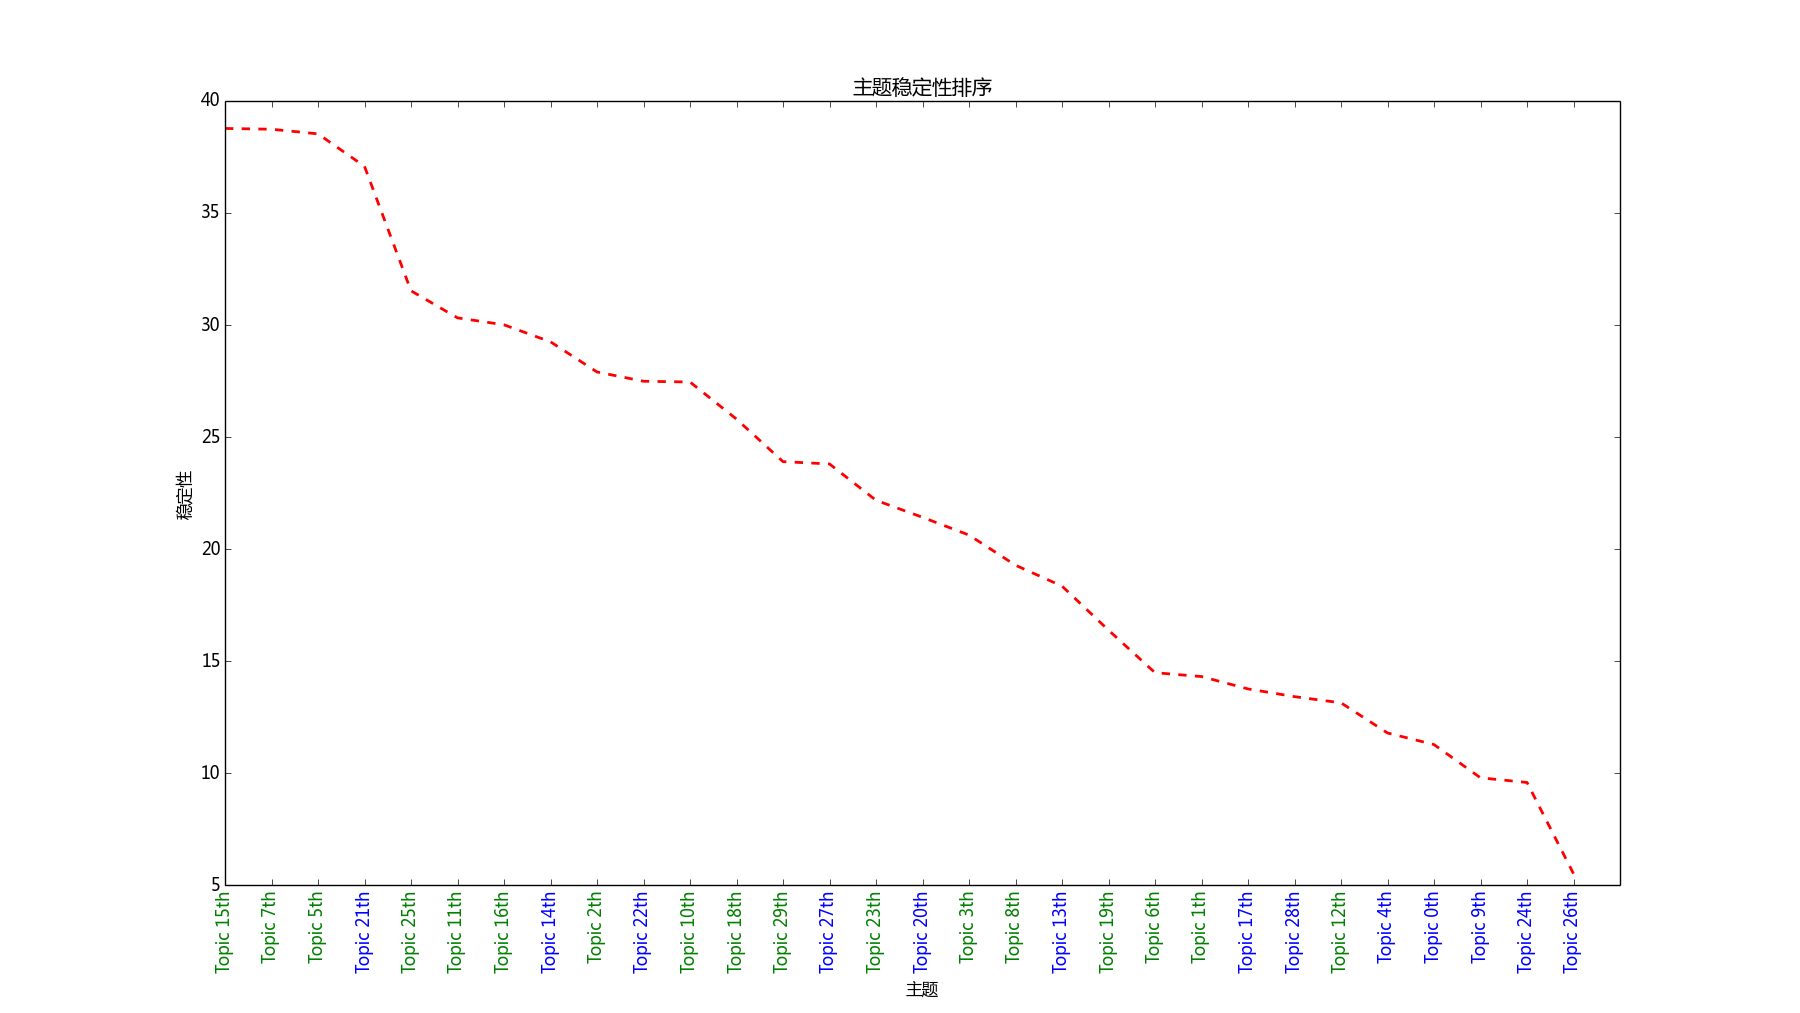 主题稳定性排序
40
35
30
25
20
15
10
5
稳定性
Topic 15th
Topic 7th
Topic 5th
Topic 21th
Topic 25th
Topic 11th
Topic 16th
Topic 14th
Topic 2th
Topic 22th
Topic 10th
Topic 18th
Topic 29th
Topic 27th
Topic 23th
Topic 20th
Topic 3th
Topic 8th
Topic 13th
Topic 19th
Topic 6th
Topic 1th
Topic 17th
Topic 28th
Topic 12th
Topic 4th
Topic 0th
Topic 9th
Topic 24th
Topic 26th
主题